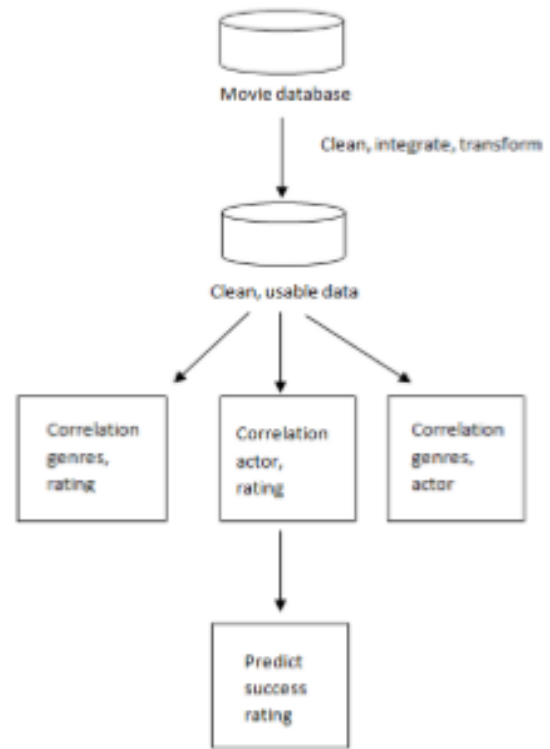 Movie database
Clean, integrate, transform
Clean, usable data
Correlation
genres,
rating
Correlation
actor,
rating
Correlation
genres,
actor
Predict
success
rating